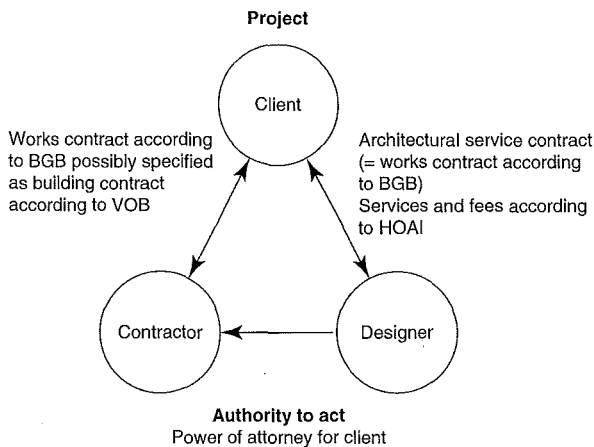 Project
Client
Works contract according
to BGB possibly specified
as building contract
according to VOB
Architectural service contract
(= works contract according
to BGB)
Services and fees according
to HOAI
Contractor
Designer
Authority to act
Power of attorney for client